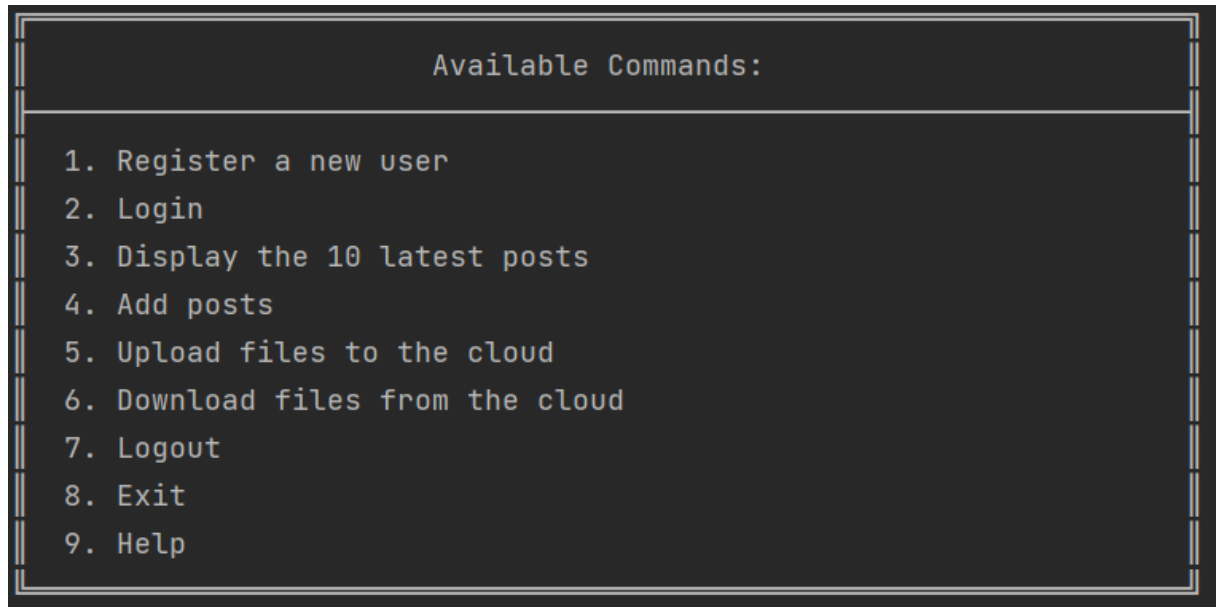 Available Commands:
1. Register a new user
2. Login
3. Display the 10 latest posts
4. Add posts
5. Upload files to the cloud
6. Download files from the cloud
7. Logout
8. Exit
9. Help